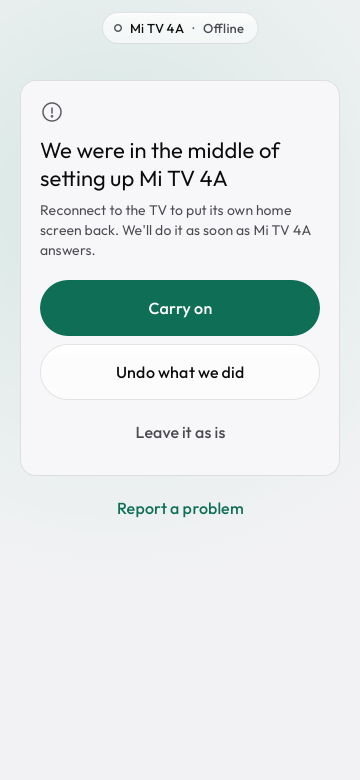 Mi TV 4A · Offline
We were in the middle of
setting up Mi TV 4A
Reconnect to the TV to put its own home
screen back. We'll do it as soon as Mi TV 4A
answers.
Carry on
Undo what we did
Leave it as is
Report a problem